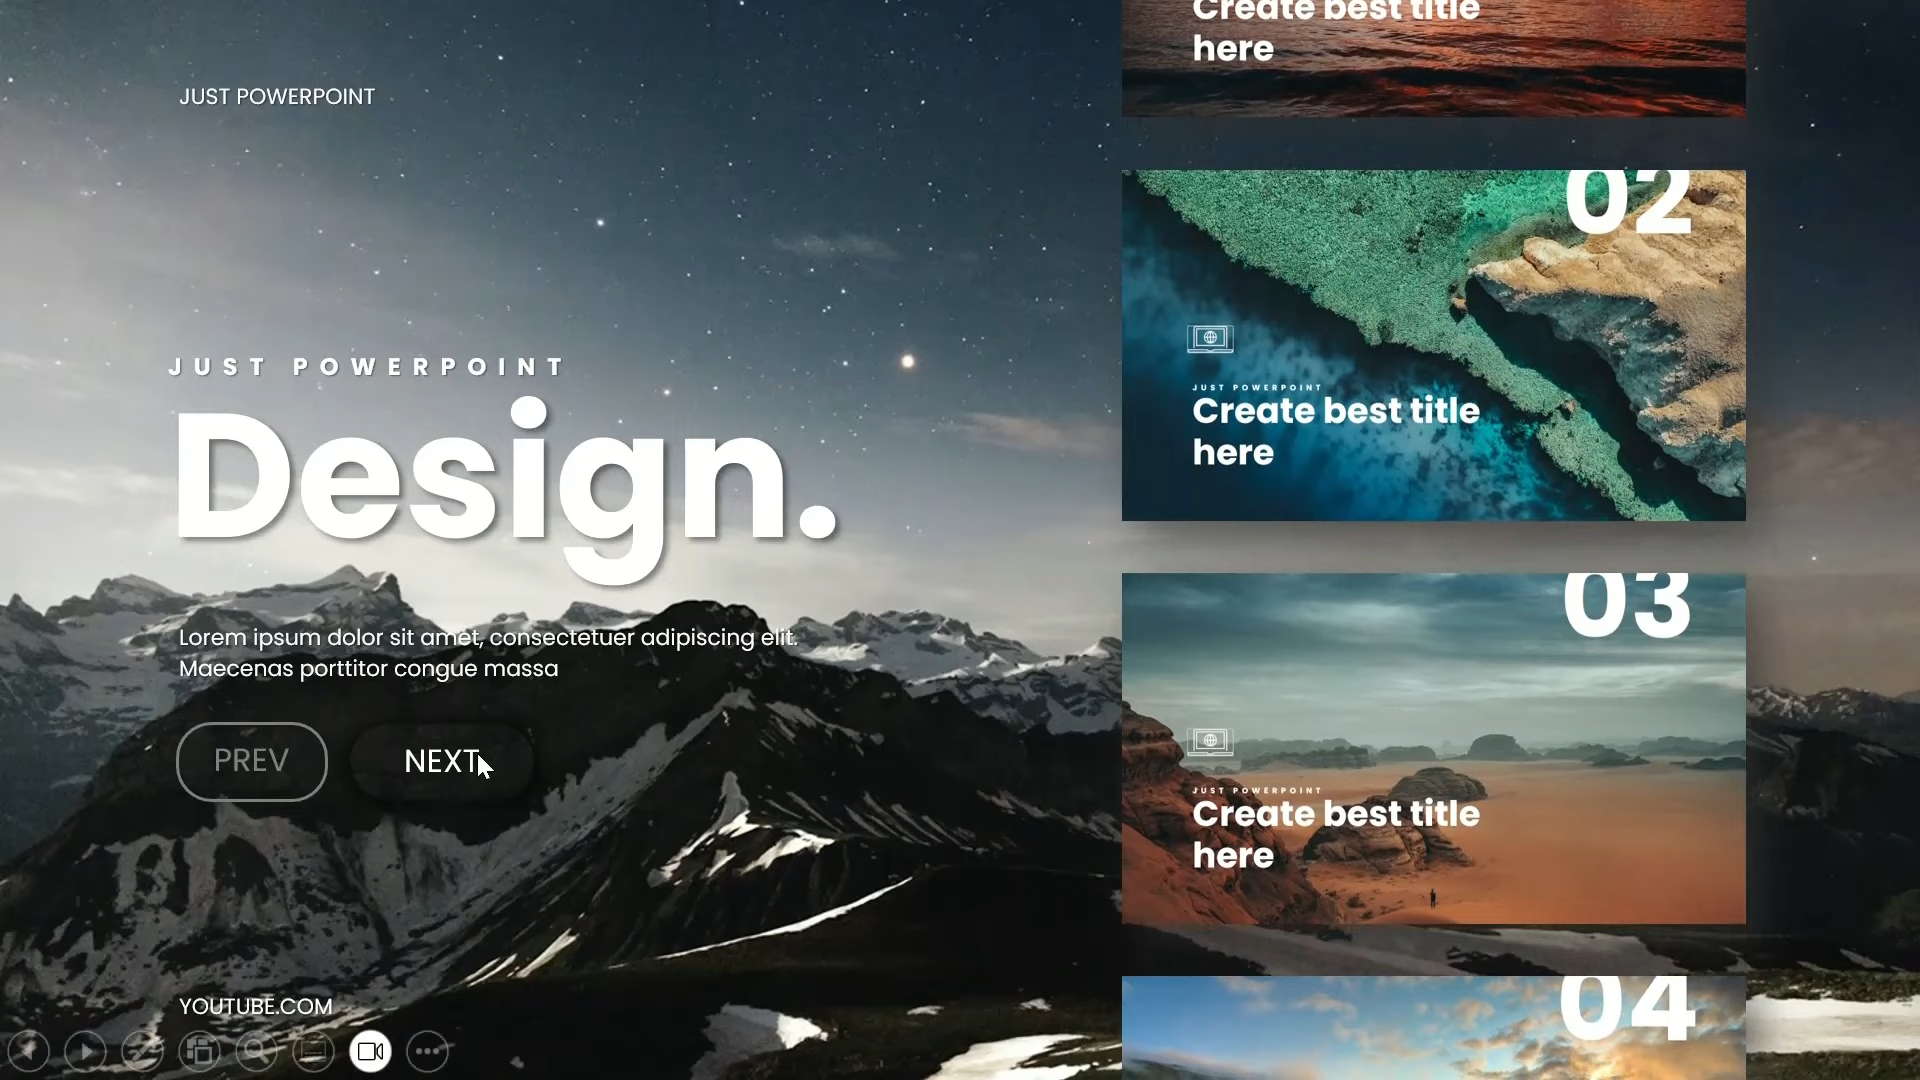 JUST POWERPOINT
JUST POWERPOINT
Design.
Lorem ipsum dolor sit amet, consectetuer adipiscing elit.
Maecenas porttitor congue massa
PREV
NEXT
YOUTUBE.COM
Create best title
here
02
JUST POWERPOINT
Create best title
here
03
JUST POWERPOINT
Create best title
here
04